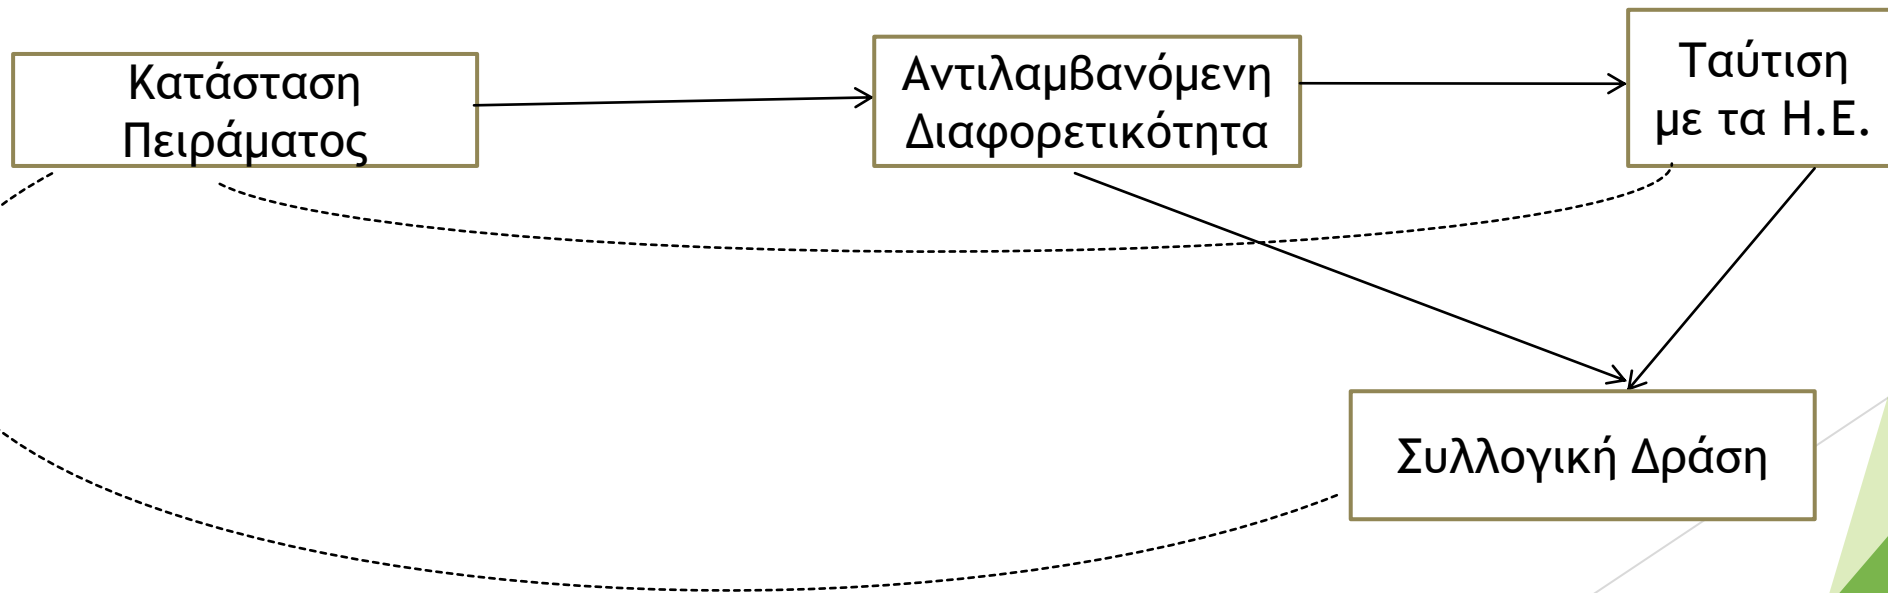 Κατάσταση
Πειράματος
Αντιλαμβανόμενη
Διαφορετικότητα
Ταύτιση
με τα Η.Ε.
Συλλογική Δράση